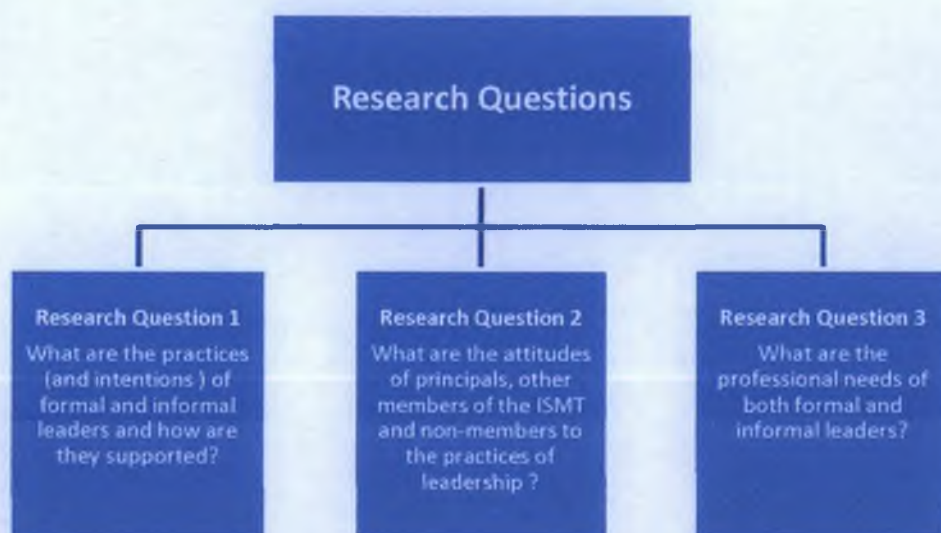 Research Questions
Research Question 1
What are the practices
(and intentions ) of
formal and informal
leaders and how are
they supported?
Research Question 2
What are the attitudes
of principals, other
members of the ISMT
and non-members to
the practices of
leadership ?
Research Question 3
What are the
professional needs of
both formal and
informal leaders?